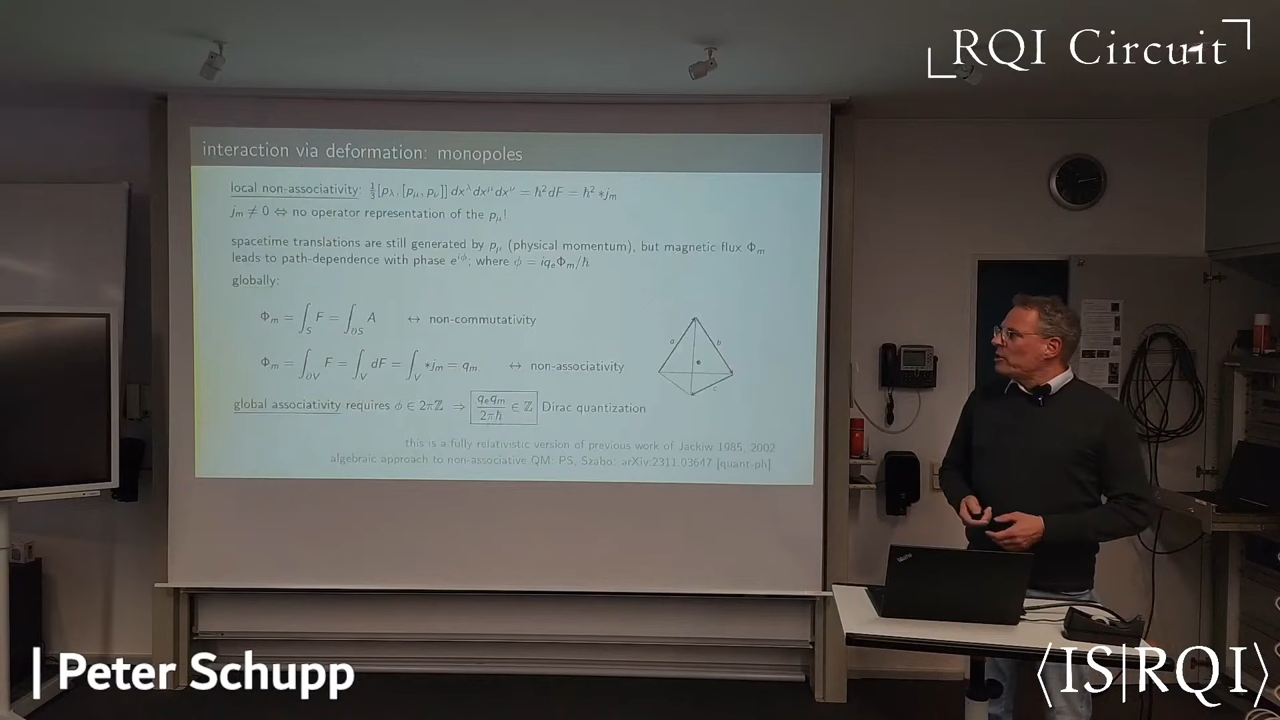 RQI Circuit
interaction via deformation: monopoles
local non-associativity: ⅓[pλ, [pμ, pν]] dx^λ dx^μ dx^ν = ℏ² dF = ℏ² *j_m
j_m ≠ 0 ⇔ no operator representation of the p_μ!
spacetime translations are still generated by p_μ (physical momentum), but magnetic flux Φ_m
leads to path-dependence with phase e^{iϕ}; where ϕ = iq_eΦ_m/ℏ
globally:
Φ_m = ∫_S F = ∫_∂S A ↔ non-commutativity
Φ_m = ∫_∂V F = ∫_V dF = ∫_V *j_m = q_m ↔ non-associativity
a b
c
global associativity requires ϕ ∈ 2πℤ ⇒ q_e q_m / 2πℏ ∈ ℤ Dirac quantization
this is a fully relativistic version of previous work of Jackiw 1985, 2002
algebraic approach to non-associative QM: PS, Szabo: arXiv:2311.03647 [quant-ph]
| Peter Schupp
⟨IS|RQI⟩